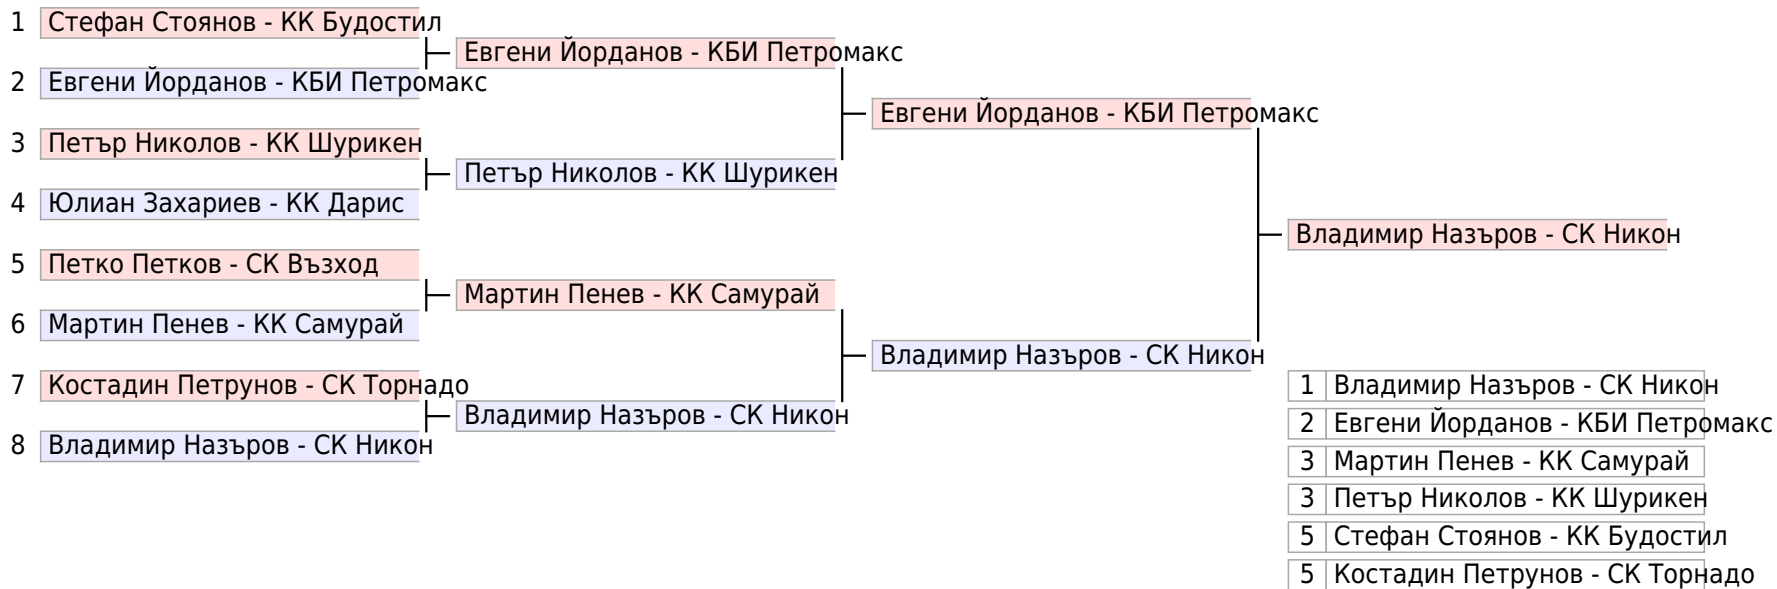 1 Стефан Стоянов - КК Будостил
2 Евгени Йорданов - КБИ Петромакс
3 Петър Николов - КК Шурикен
4 Юлиан Захариев - КК Дарис
5 Петко Петков - СК Възход
6 Мартин Пенев - КК Самурай
7 Костадин Петрунов - СК Торнадо
8 Владимир Назъров - СК Никон
Евгени Йорданов - КБИ Петромакс
Петър Николов - КК Шурикен
Мартин Пенев - КК Самурай
Владимир Назъров - СК Никон
Евгени Йорданов - КБИ Петромакс
Владимир Назъров - СК Никон
Владимир Назъров - СК Никон
1 Владимир Назъров - СК Никон
2 Евгени Йорданов - КБИ Петромакс
3 Мартин Пенев - КК Самурай
3 Петър Николов - КК Шурикен
5 Стефан Стоянов - КК Будостил
5 Костадин Петрунов - СК Торнадо